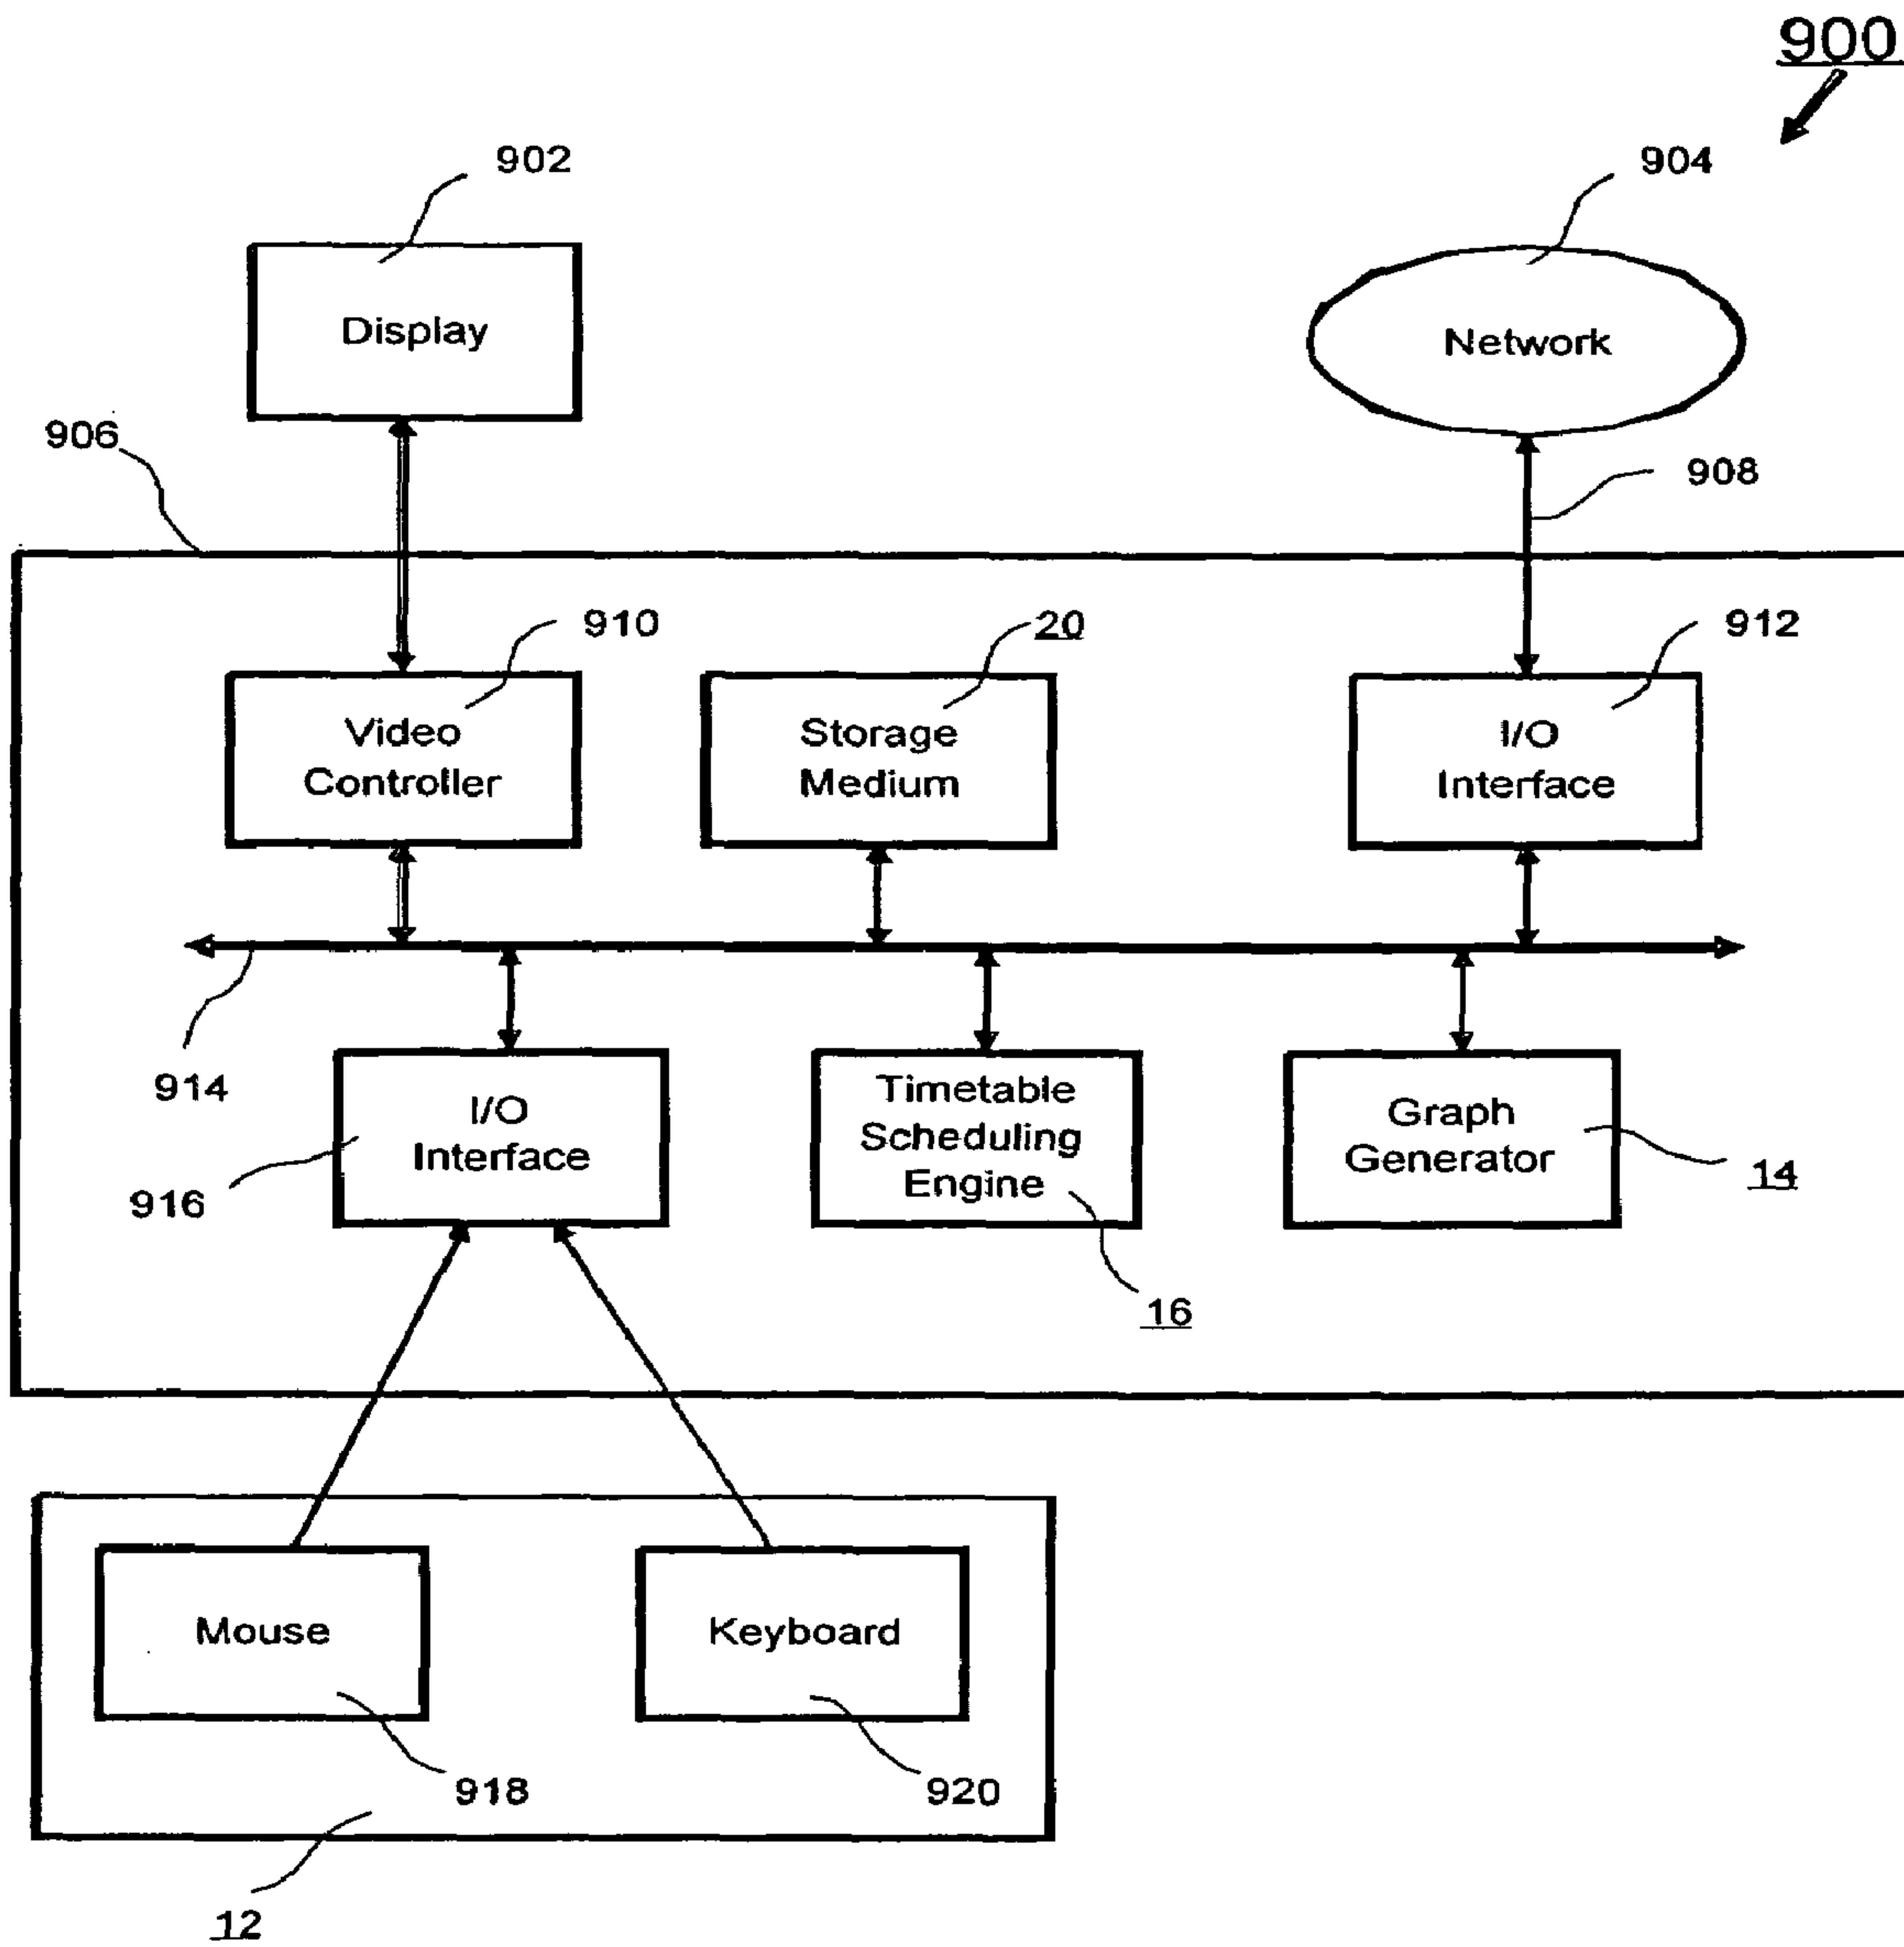 900
902
904
Display
Network
906
908
910
20
912
Video
Controller
Storage
Medium
I/O
Interface
914
I/O
Interface
916
Timetable
Scheduling
Engine
16
Graph
Generator
14
Mouse
Keyboard
918
920
12